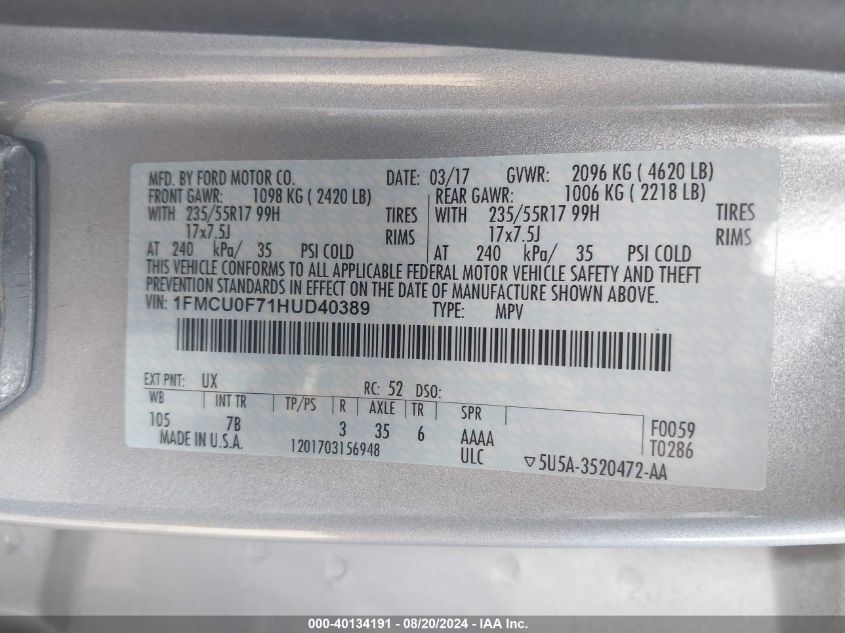 MFD. BY FORD MOTOR CO. DATE: 03/17 GVWR: 2096 KG ( 4620 LB)
FRONT GAWR: 1098 KG ( 2420 LB) REAR GAWR: 1006 KG ( 2218 LB)
WITH 235/55R17 99H TIRES WITH 235/55R17 99H TIRES
17x7.5J RIMS 17x7.5J RIMS
AT 240 kPa/ 35 PSI COLD AT 240 kPa/ 35 PSI COLD
THIS VEHICLE CONFORMS TO ALL APPLICABLE FEDERAL MOTOR VEHICLE SAFETY AND THEFT
PREVENTION STANDARDS IN EFFECT ON THE DATE OF MANUFACTURE SHOWN ABOVE.
VIN: 1FMCU0F71HUD40389 TYPE: MPV
EXT PNT: UX RC: 52 DSO:
WB INT TR TP/PS R AXLE TR SPR
105 7B 3 35 6 AAAA F0059
ULC T0286
MADE IN U.S.A. 1201703156948 ▽5U5A-3520472-AA
000-40134191 - 08/20/2024 - IAA Inc.